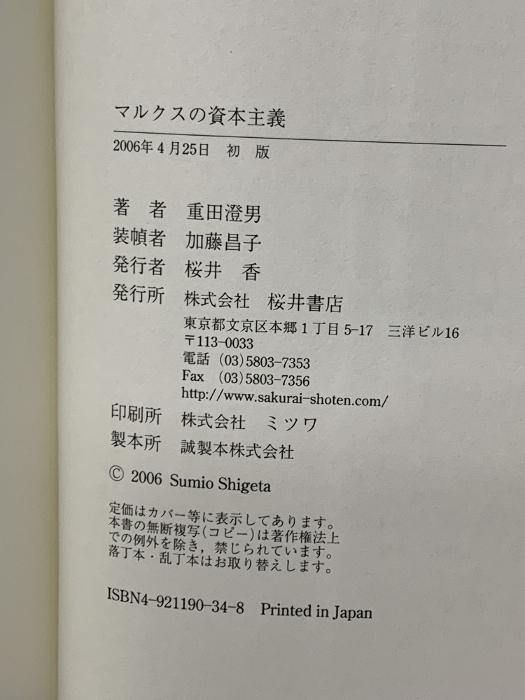 マルクスの資本主義
2006年4月25日　初　版
著　者　重田澄男
装幀者　加藤昌子
発行者　桜井　香
発行所　株式会社　桜井書店
東京都文京区本郷1丁目5-17　三洋ビル16
〒113-0033
電話　(03)5803-7353
Fax　(03)5803-7356
http://www.sakurai-shoten.com/
印刷所　株式会社　ミツワ
製本所　誠製本株式会社
© 2006 Sumio Shigeta
定価はカバー等に表示してあります。
本書の無断複写(コピー)は著作権法上
での例外を除き，禁じられています。
落丁本・乱丁本はお取り替えします。
ISBN4-921190-34-8　Printed in Japan